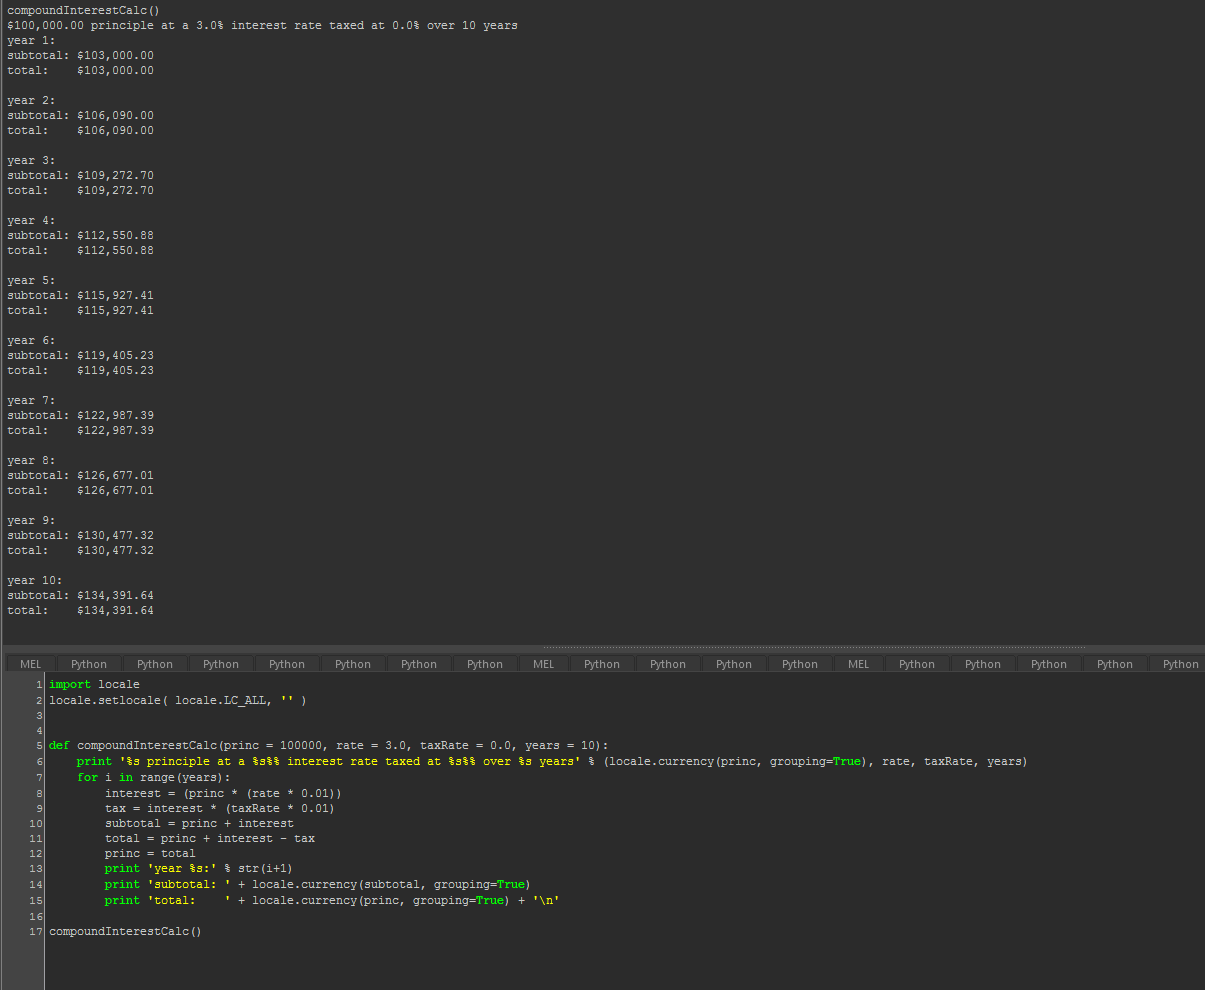 compoundInterestCalc()
$100,000.00 principle at a 3.0% interest rate taxed at 0.0% over 10 years
year 1:
subtotal: $103,000.00
total:    $103,000.00

year 2:
subtotal: $106,090.00
total:    $106,090.00

year 3:
subtotal: $109,272.70
total:    $109,272.70

year 4:
subtotal: $112,550.88
total:    $112,550.88

year 5:
subtotal: $115,927.41
total:    $115,927.41

year 6:
subtotal: $119,405.23
total:    $119,405.23

year 7:
subtotal: $122,987.39
total:    $122,987.39

year 8:
subtotal: $126,677.01
total:    $126,677.01

year 9:
subtotal: $130,477.32
total:    $130,477.32

year 10:
subtotal: $134,391.64
total:    $134,391.64

MEL Python Python Python Python Python Python Python MEL Python Python Python Python MEL Python Python Python Python Python
1 import locale
2 locale.setlocale( locale.LC_ALL, '' )
3
4
5 def compoundInterestCalc(princ = 100000, rate = 3.0, taxRate = 0.0, years = 10):
6     print '%s principle at a %s%% interest rate taxed at %s%% over %s years' % (locale.currency(princ, grouping=True), rate, taxRate, years)
7     for i in range(years):
8         interest = (princ * (rate * 0.01))
9         tax = interest * (taxRate * 0.01)
10         subtotal = princ + interest
11         total = princ + interest - tax
12         princ = total
13         print 'year %s:' % str(i+1)
14         print 'subtotal: ' + locale.currency(subtotal, grouping=True)
15         print 'total:    ' + locale.currency(princ, grouping=True) + '\n'
16
17 compoundInterestCalc()